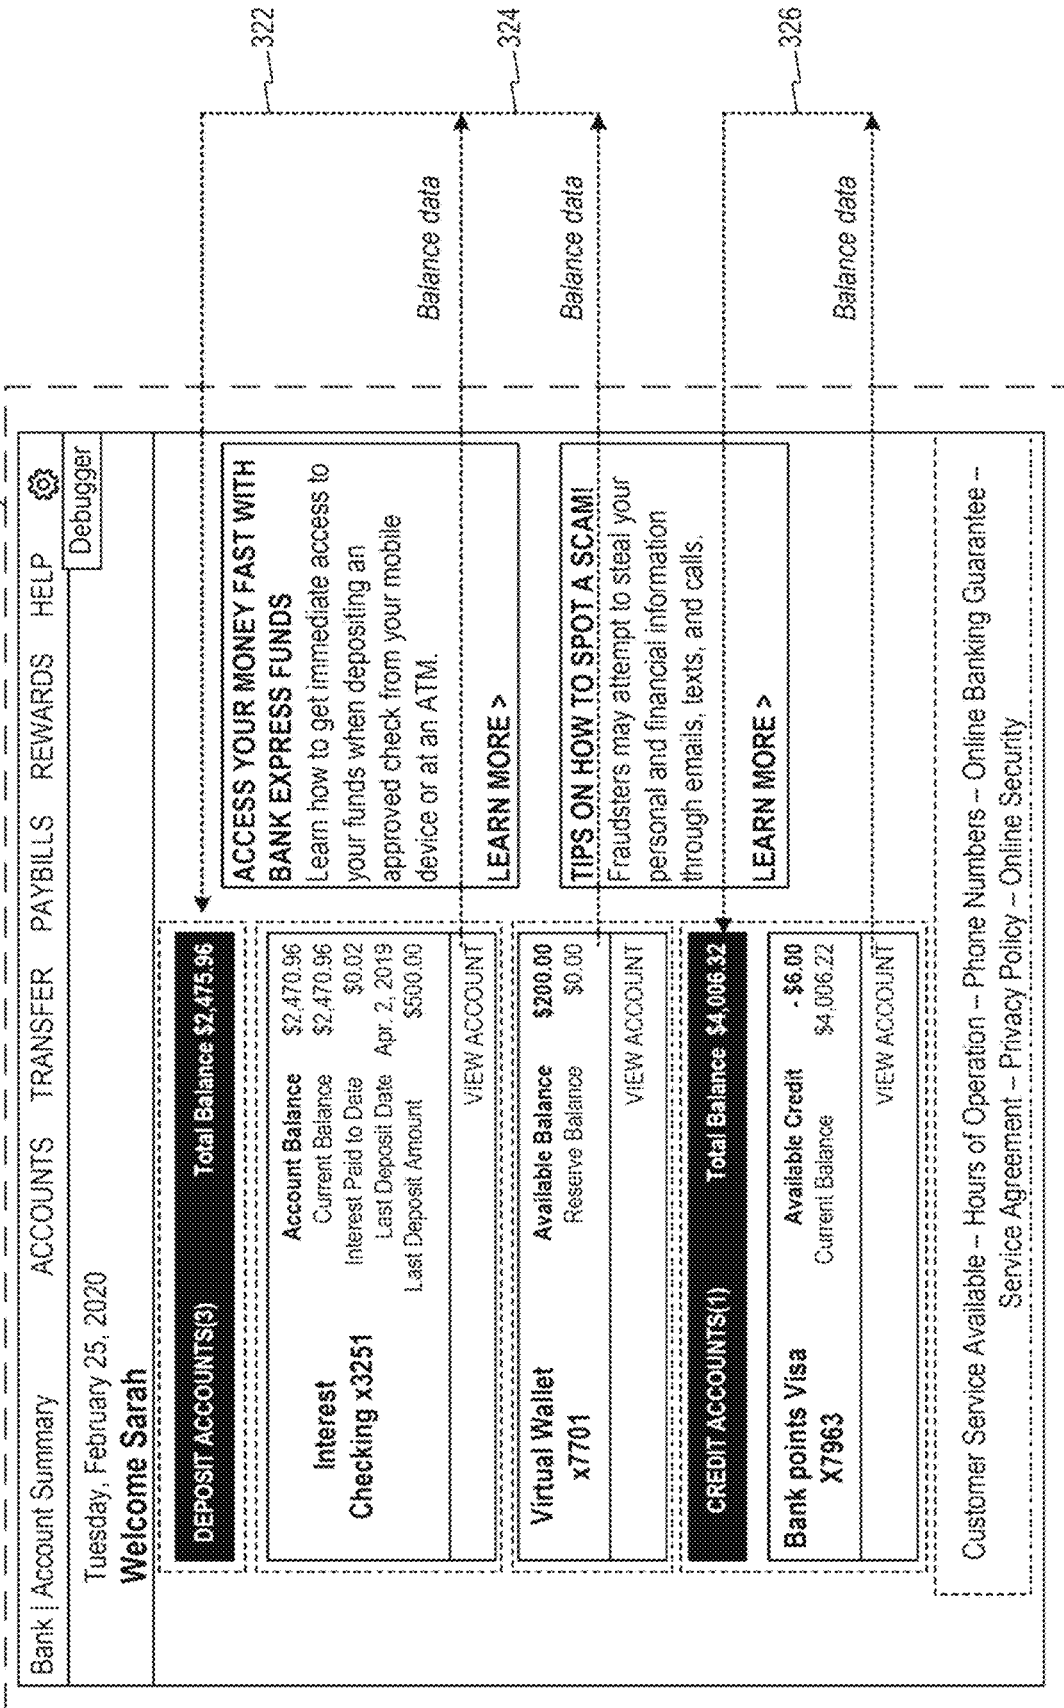 Bank | Account Summary ACCOUNTS TRANSFER PAYBILLS REWARDS HELP
Debugger
Tuesday, February 25, 2020
Welcome Sarah
DEPOSIT ACCOUNTS(3) Total Balance $2,475.96
Interest
Checking x3251
Account Balance $2,470.96
Current Balance $2,470.96
Interest Paid to Date $0.02
Last Deposit Date Apr. 2, 2019
Last Deposit Amount $500.00
VIEW ACCOUNT
Virtual Wallet
x7701
Available Balance $200.00
Reserve Balance $0.00
VIEW ACCOUNT
CREDIT ACCOUNTS(1) Total Balance $4,006.32
Bank points Visa
X7963
Available Credit - $6.00
Current Balance $4,006.22
VIEW ACCOUNT
ACCESS YOUR MONEY FAST WITH
BANK EXPRESS FUNDS
Learn how to get immediate access to
your funds when depositing an
approved check from your mobile
device or at an ATM.
LEARN MORE >
TIPS ON HOW TO SPOT A SCAM!
Fraudsters may attempt to steal your
personal and financial information
through emails, texts, and calls.
LEARN MORE >
Customer Service Available – Hours of Operation – Phone Numbers – Online Banking Guarantee –
Service Agreement – Privacy Policy – Online Security
322
Balance data
324
Balance data
326
Balance data